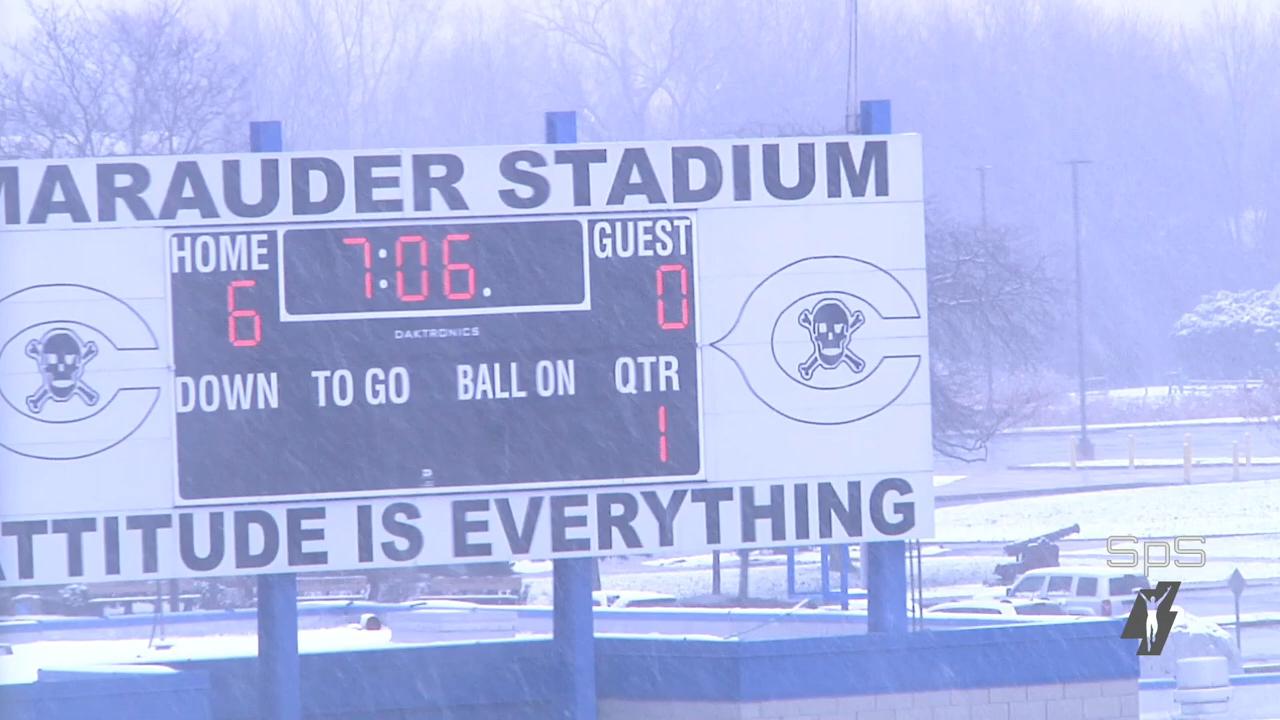 MARAUDER STADIUM
HOME 7:06. GUEST
6 0
DAKTRONICS
DOWN TO GO BALL ON QTR
1
ATTITUDE IS EVERYTHING
SpS